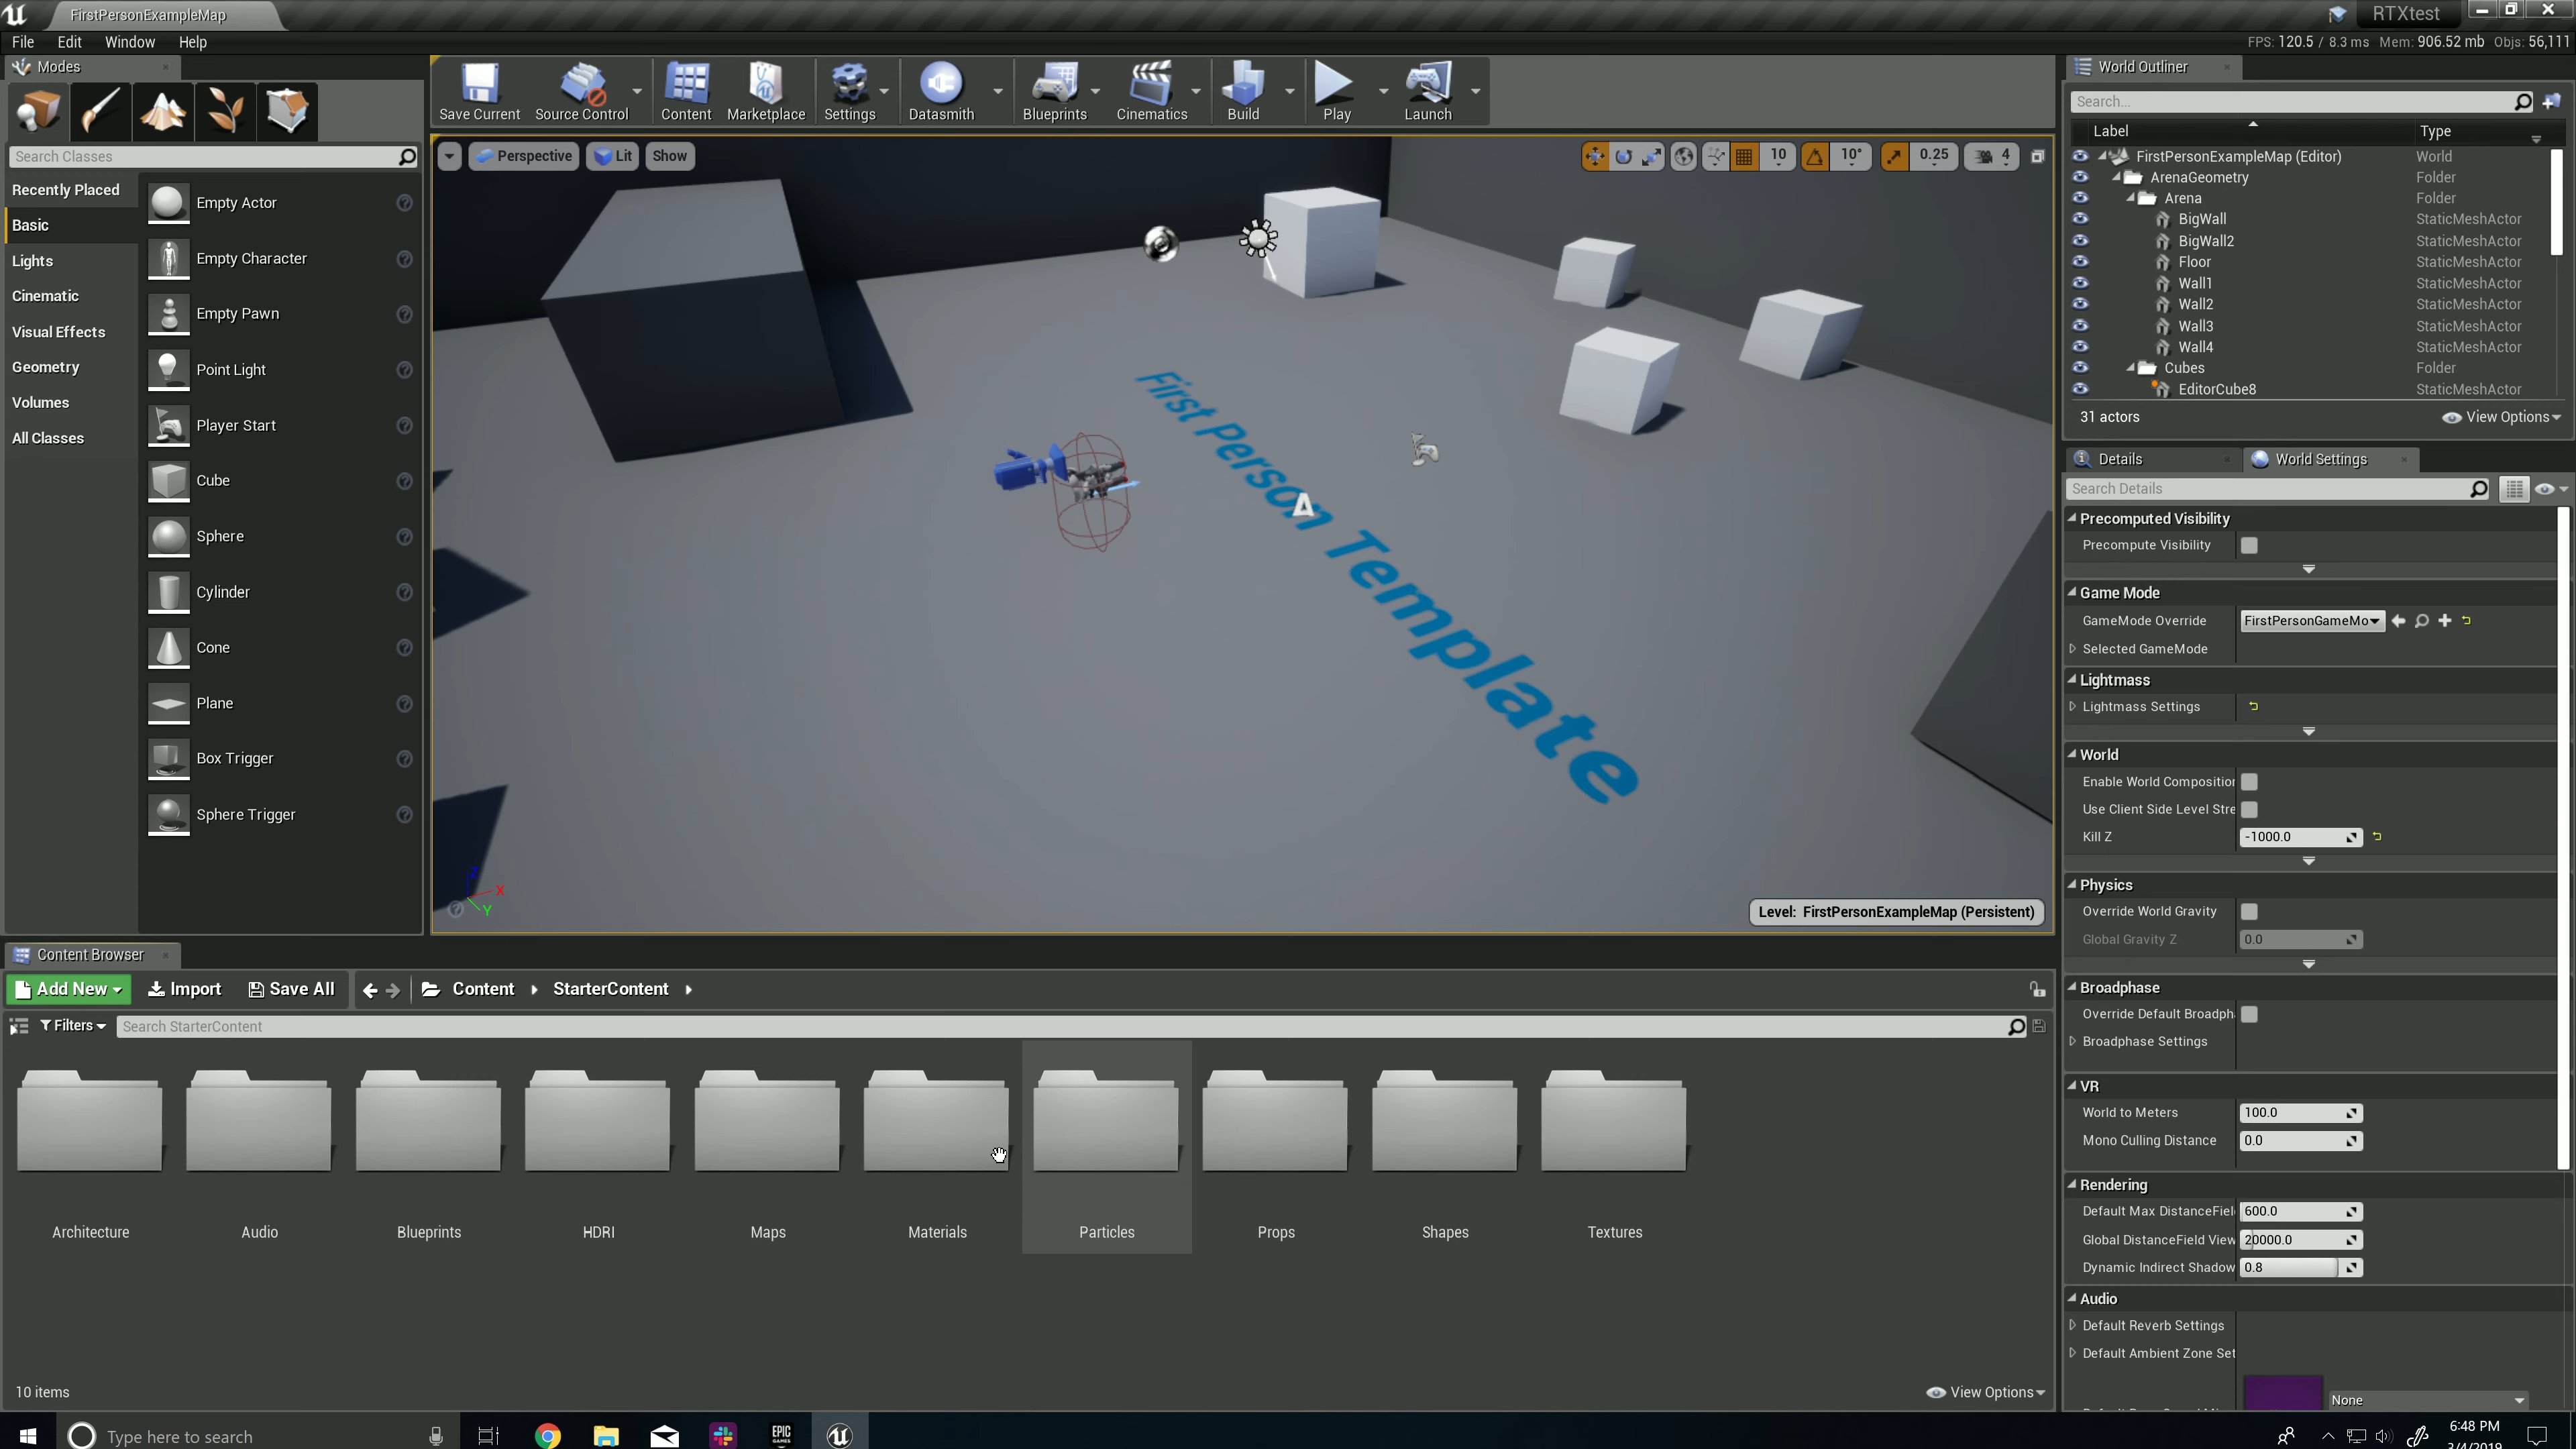 FirstPersonExampleMap
RTXtest
File Edit Window Help
FPS: 120.5 / 8.3 ms Mem: 906.52 mb Objs: 56,111
Modes
Search Classes
Recently Placed
Basic
Lights
Cinematic
Visual Effects
Geometry
Volumes
All Classes
Empty Actor
Empty Character
Empty Pawn
Point Light
Player Start
Cube
Sphere
Cylinder
Cone
Plane
Box Trigger
Sphere Trigger
Save Current Source Control Content Marketplace Settings Datasmith Blueprints Cinematics Build Play Launch
Perspective Lit Show
10 10° 0.25 4
First Person Template
A
Z
X
Y
Level: FirstPersonExampleMap (Persistent)
World Outliner
Search...
Label Type
FirstPersonExampleMap (Editor) World
ArenaGeometry Folder
Arena Folder
BigWall StaticMeshActor
BigWall2 StaticMeshActor
Floor StaticMeshActor
Wall1 StaticMeshActor
Wall2 StaticMeshActor
Wall3 StaticMeshActor
Wall4 StaticMeshActor
Cubes Folder
EditorCube8 StaticMeshActor
31 actors View Options
Details World Settings
Search Details
Precomputed Visibility
Precompute Visibility
Game Mode
GameMode Override FirstPersonGameMo
Selected GameMode
Lightmass
Lightmass Settings
World
Enable World Composition
Use Client Side Level Stre
Kill Z -1000.0
Physics
Override World Gravity
Global Gravity Z 0.0
Broadphase
Override Default Broadph
Broadphase Settings
VR
World to Meters 100.0
Mono Culling Distance 0.0
Rendering
Default Max DistanceFiel 600.0
Global DistanceField View 20000.0
Dynamic Indirect Shadow 0.8
Audio
Default Reverb Settings
Default Ambient Zone Set
None
Content Browser
Add New Import Save All Content StarterContent
Filters Search StarterContent
Architecture Audio Blueprints HDRI Maps Materials Particles Props Shapes Textures
10 items View Options
Type here to search
EPIC GAMES
6:48 PM
3/4/2019